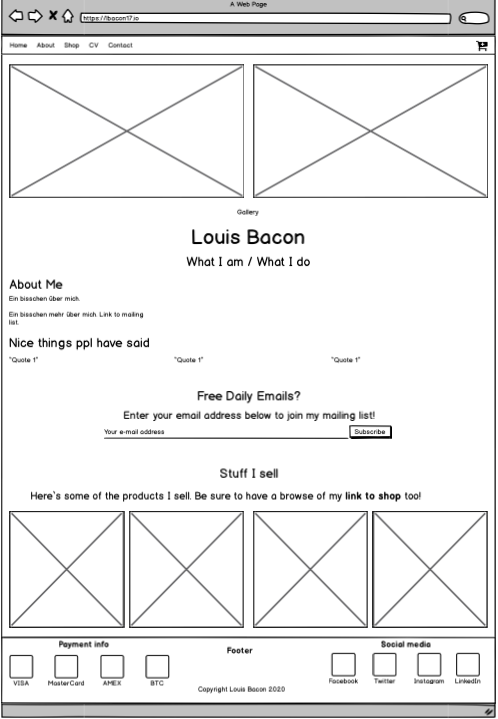 A Web Page
https://lbacon17.io
Home About Shop CV Contact
Gallery
Louis Bacon
What I am / What I do
About Me
Ein bisschen über mich.
Ein bisschen mehr über mich. Link to mailing
list.
Nice things ppl have said
"Quote 1" "Quote 1" "Quote 1"
Free Daily Emails?
Enter your email address below to join my mailing list!
Your e-mail address Subscribe
Stuff I sell
Here's some of the products I sell. Be sure to have a browse of my link to shop too!
Payment info Footer Social media
VISA MasterCard AMEX BTC Facebook Twitter Instagram LinkedIn
Copyright Louis Bacon 2020